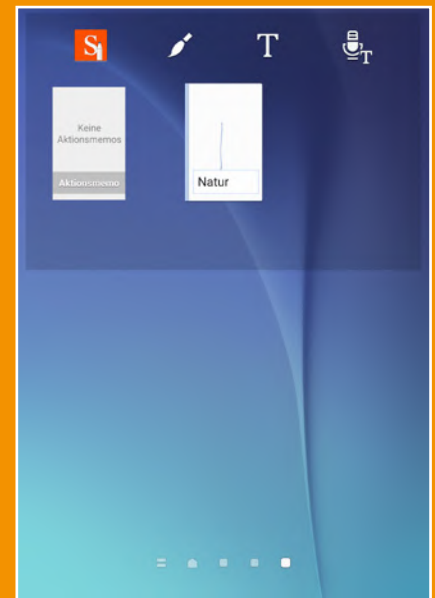 S
T
T
Keine
Aktionsmemos
Aktionsmemo
Natur